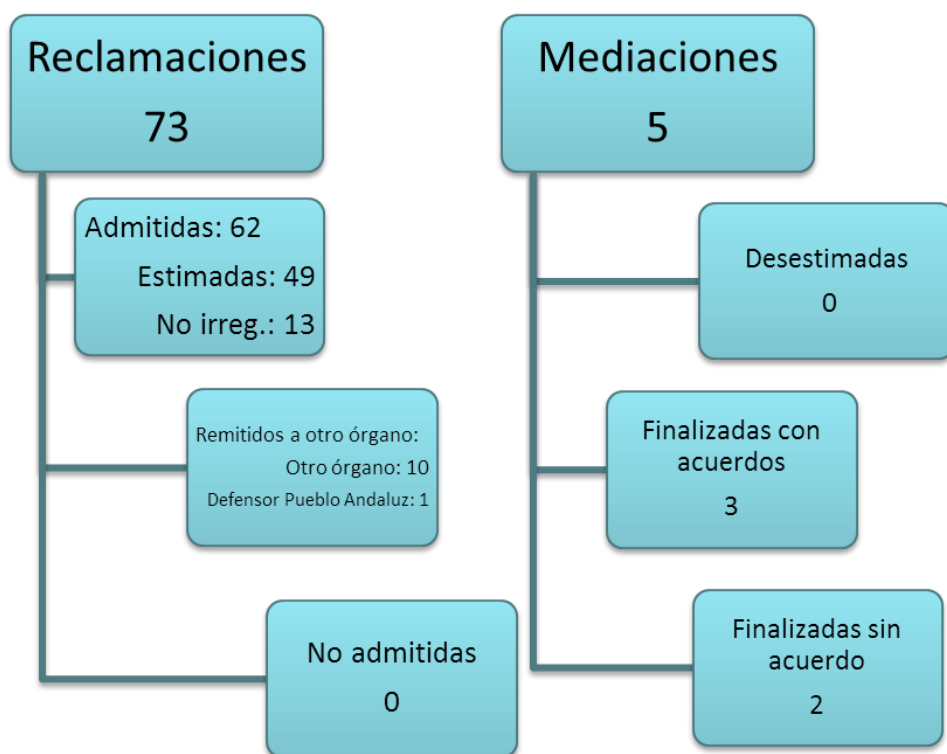 Reclamaciones
73
Admitidas: 62
Estimadas: 49
No irreg.: 13
Remitidos a otro órgano:
Otro órgano: 10
Defensor Pueblo Andaluz: 1
No admitidas
0
Mediaciones
5
Desestimadas
0
Finalizadas con
acuerdos
3
Finalizadas sin
acuerdo
2